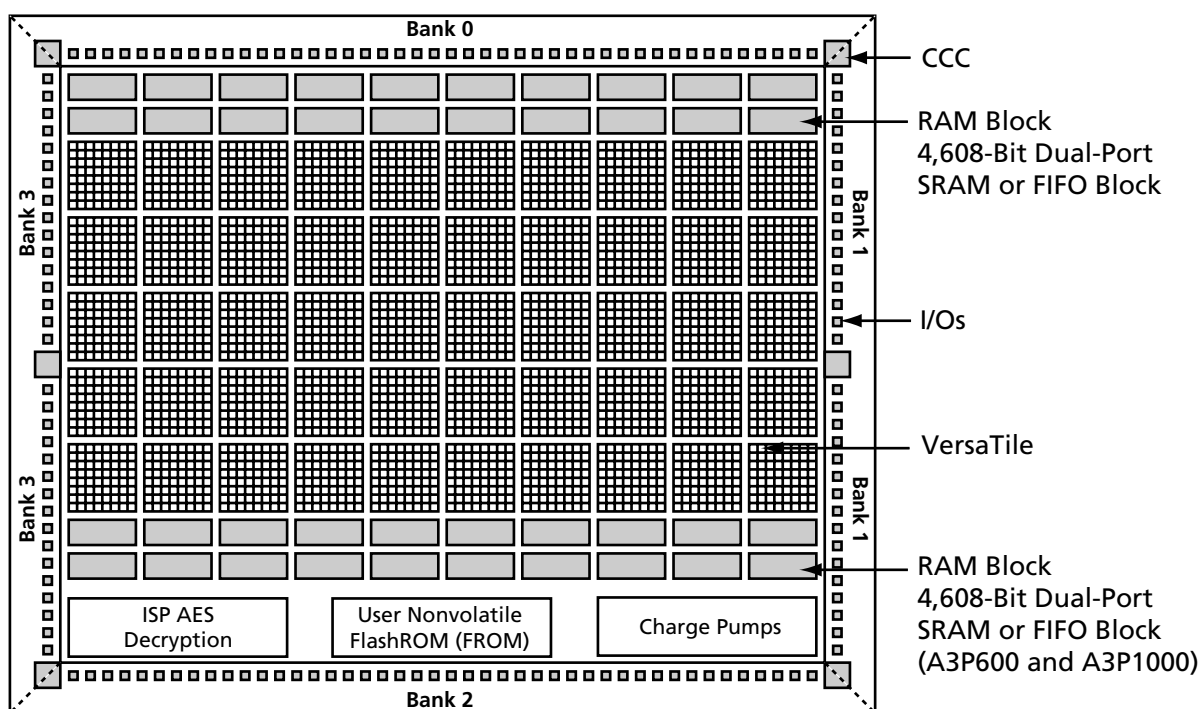 Bank 0
CCC
RAM Block
4,608-Bit Dual-Port
SRAM or FIFO Block
Bank 3
Bank 1
I/Os
VersaTile
Bank 3
Bank 1
RAM Block
4,608-Bit Dual-Port
SRAM or FIFO Block
(A3P600 and A3P1000)
ISP AES
Decryption
User Nonvolatile
FlashROM (FROM)
Charge Pumps
Bank 2